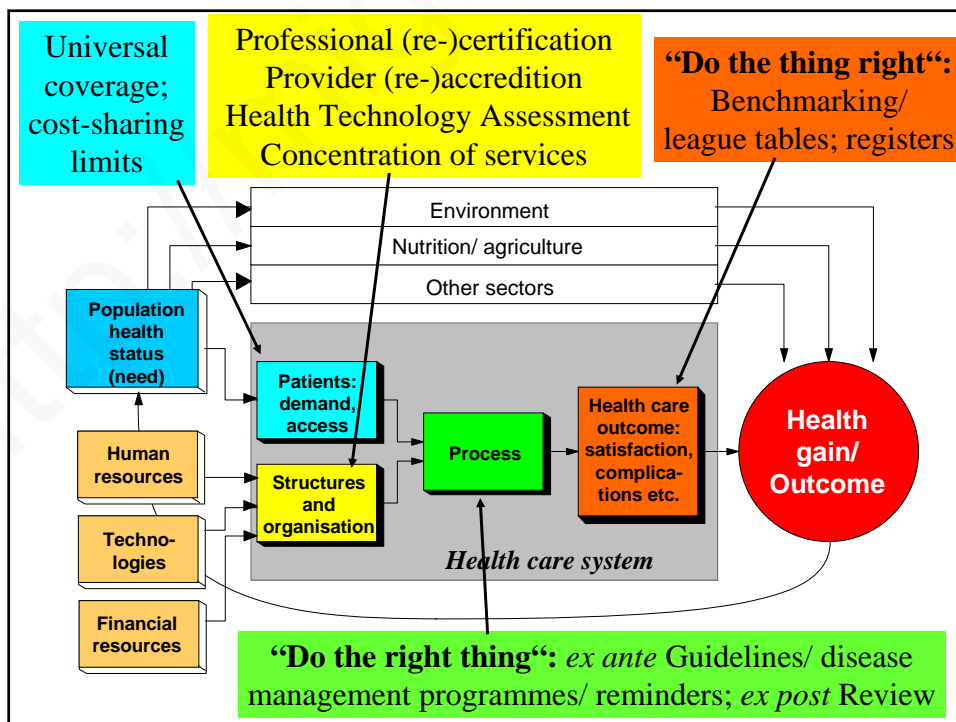 Universal
coverage;
cost-sharing
limits
Professional (re-)certification
Provider (re-)accredition
Health Technology Assessment
Concentration of services
“Do the thing right“:
Benchmarking/
league tables; registers
Environment
Nutrition/ agriculture
Other sectors
Population
health
status
(need)
Patients:
demand,
access
Human
resources
Structures
and
organisation
Techno-
logies
Financial
resources
Process
Health care
outcome:
satisfaction,
complica-
tions etc.
Health
gain/
Outcome
Health care system
“Do the right thing“: ex ante Guidelines/ disease
management programmes/ reminders; ex post Review